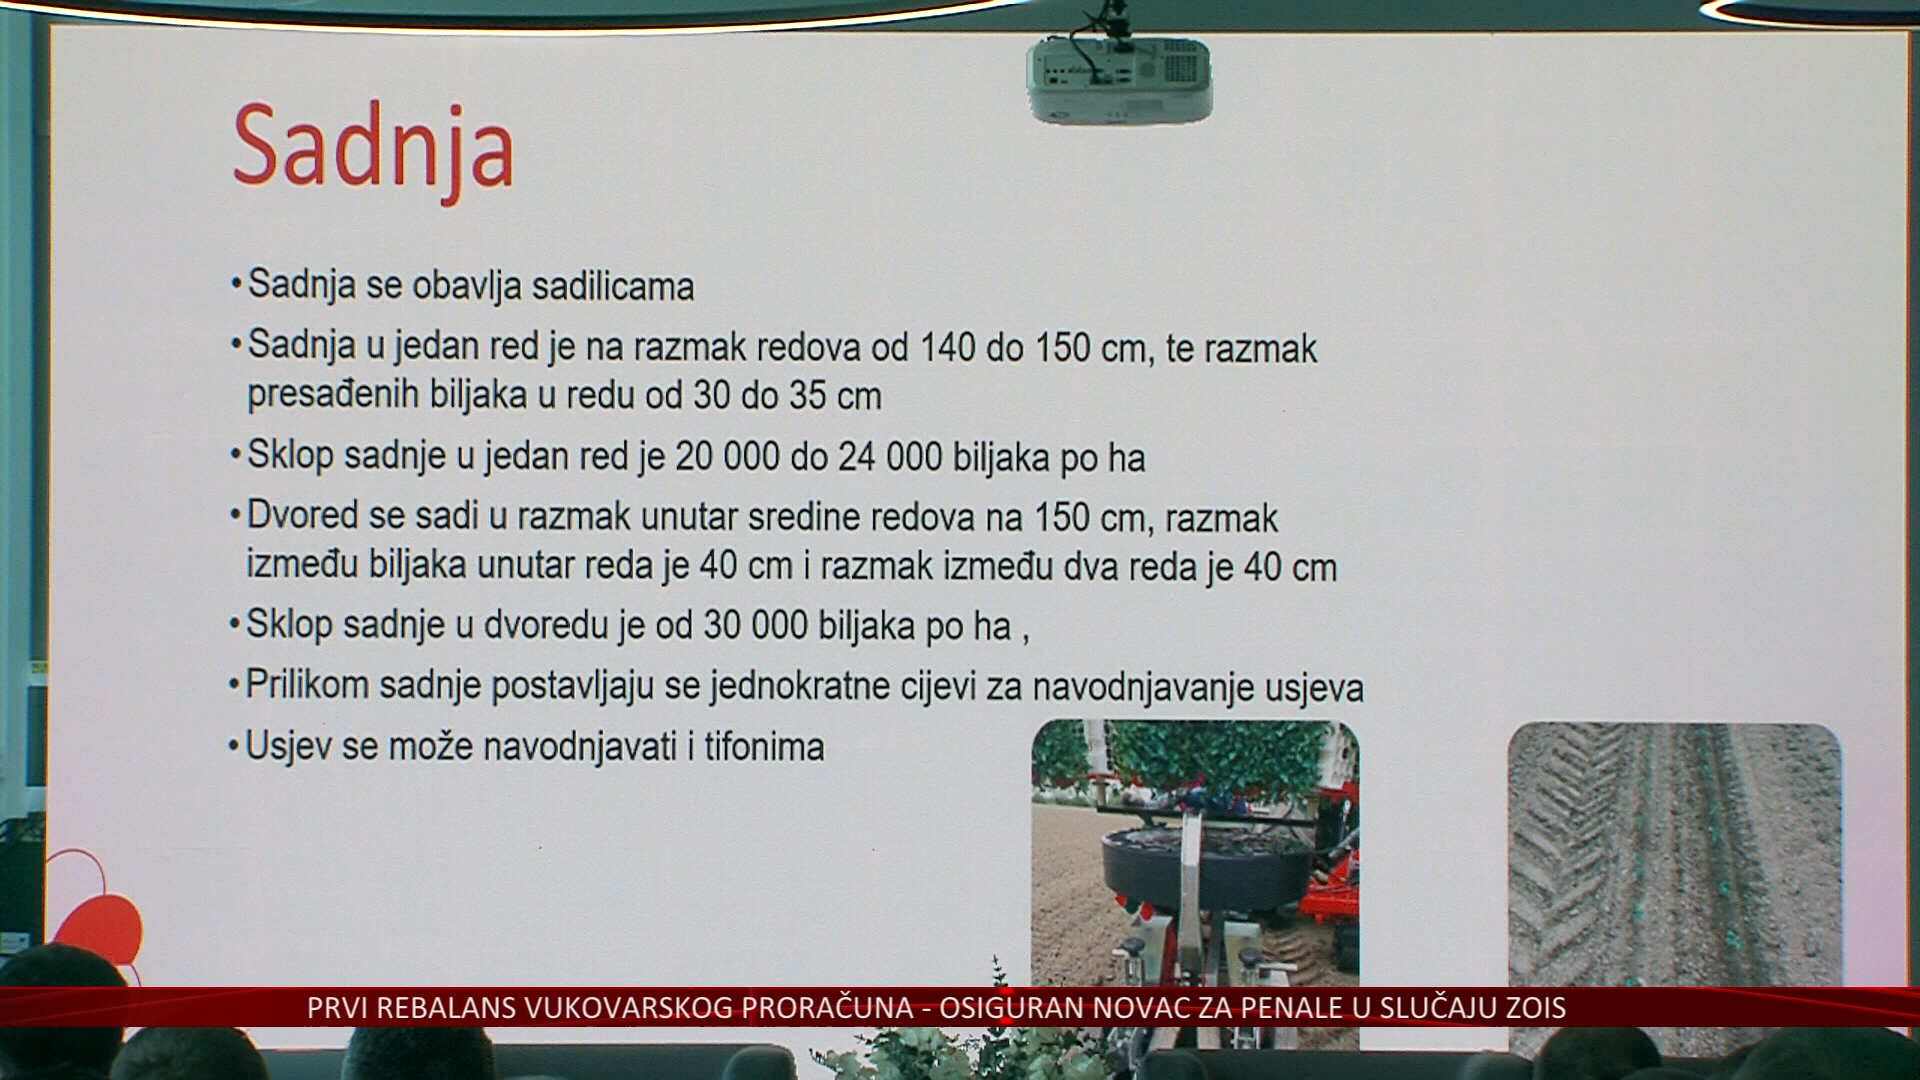 Sadnja
•Sadnja se obavlja sadilicama
•Sadnja u jedan red je na razmak redova od 140 do 150 cm, te razmak
presađenih biljaka u redu od 30 do 35 cm
•Sklop sadnje u jedan red je 20 000 do 24 000 biljaka po ha
•Dvored se sadi u razmak unutar sredine redova na 150 cm, razmak
između biljaka unutar reda je 40 cm i razmak između dva reda je 40 cm
•Sklop sadnje u dvoredu je od 30 000 biljaka po ha ,
•Prilikom sadnje postavljaju se jednokratne cijevi za navodnjavanje usjeva
•Usjev se može navodnjavati i tifonima
PRVI REBALANS VUKOVARSKOG PRORAČUNA - OSIGURAN NOVAC ZA PENALE U SLUČAJU ZOIS